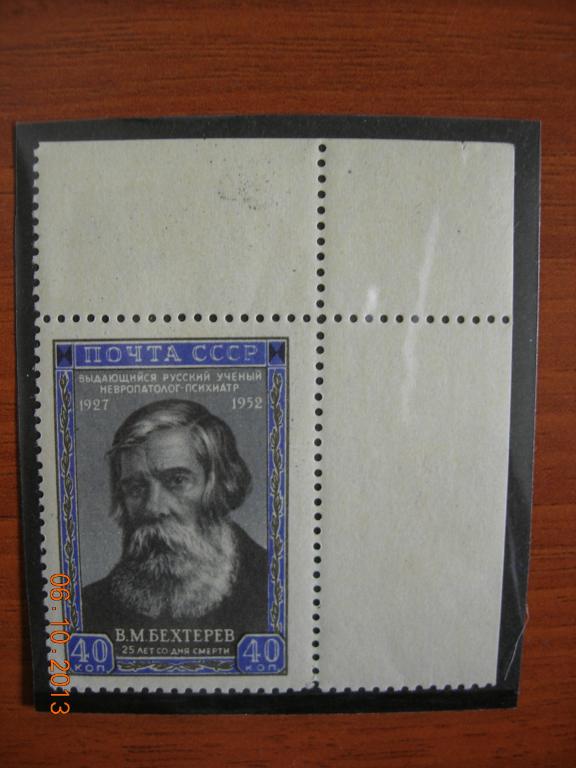 ПОЧТА СССР
ВЫДАЮЩИЙСЯ РУССКИЙ УЧЕНЫЙ
НЕВРОПАТОЛОГ-ПСИХИАТР
1927 1952
В.М.БЕХТЕРЕВ
25 ЛЕТ СО ДНЯ СМЕРТИ
40 КОП
40 КОП
06.10.2013